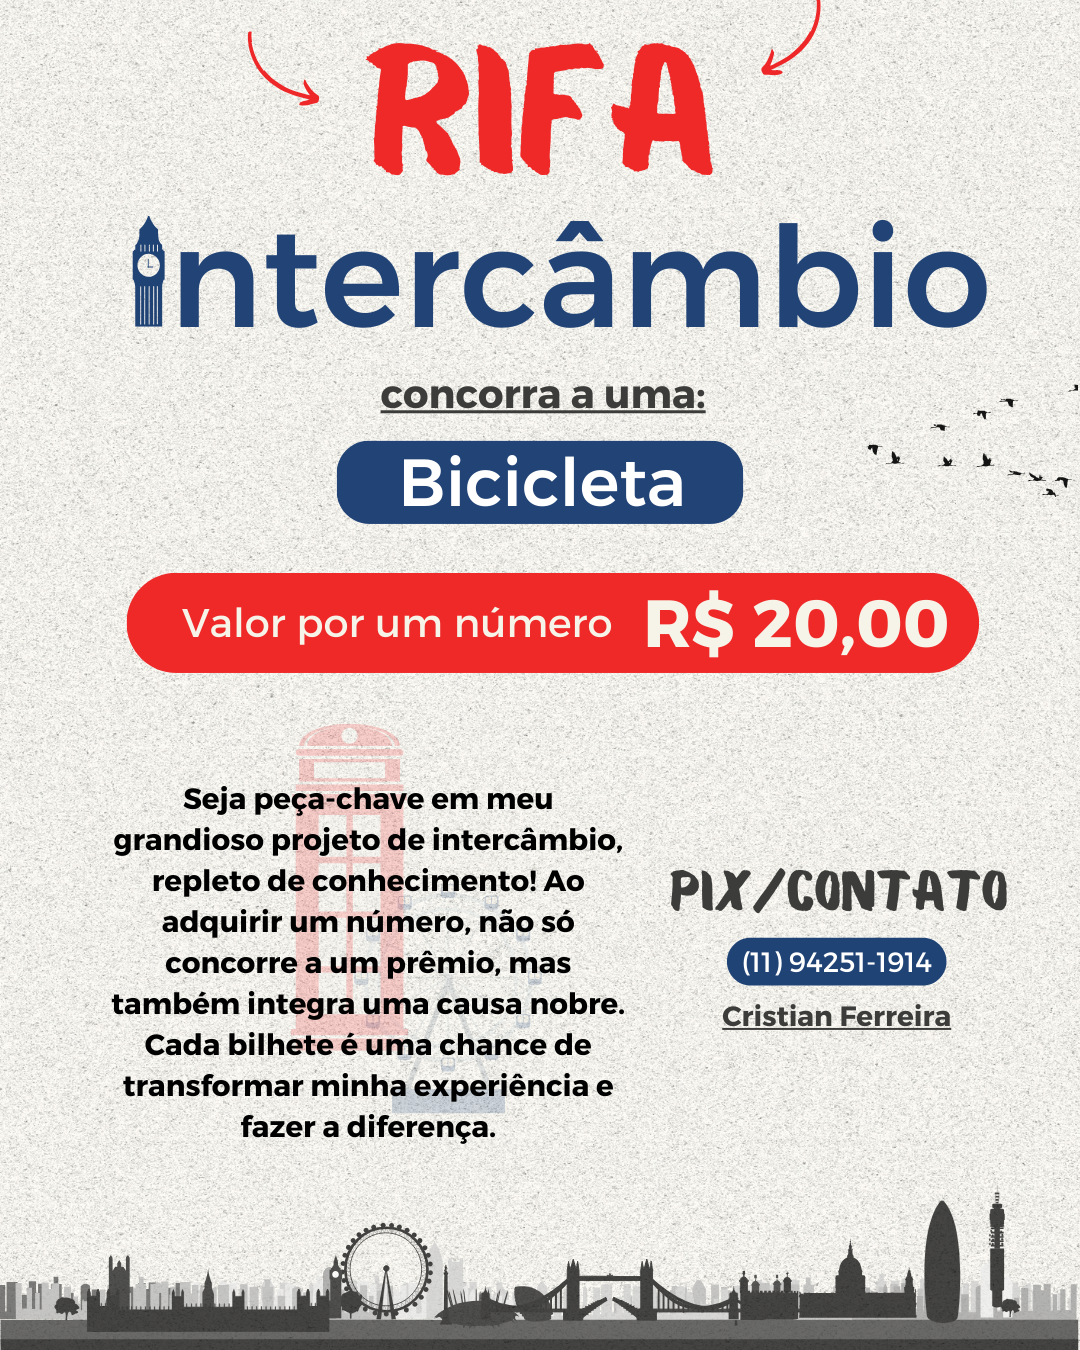 RIFA
Intercâmbio
concorra a uma:
Bicicleta
Valor por um número R$ 20,00
Seja peça-chave em meu
grandioso projeto de intercâmbio,
repleto de conhecimento! Ao
adquirir um número, não só
concorre a um prêmio, mas
também integra uma causa nobre.
Cada bilhete é uma chance de
transformar minha experiência e
fazer a diferença.
PIX/CONTATO
(11) 94251-1914
Cristian Ferreira